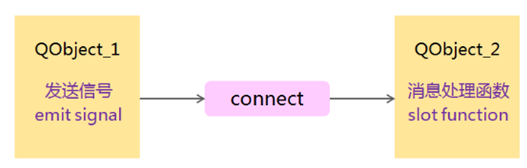 QObject_1
发送信号
emit signal
connect
QObject_2
消息处理函数
slot function